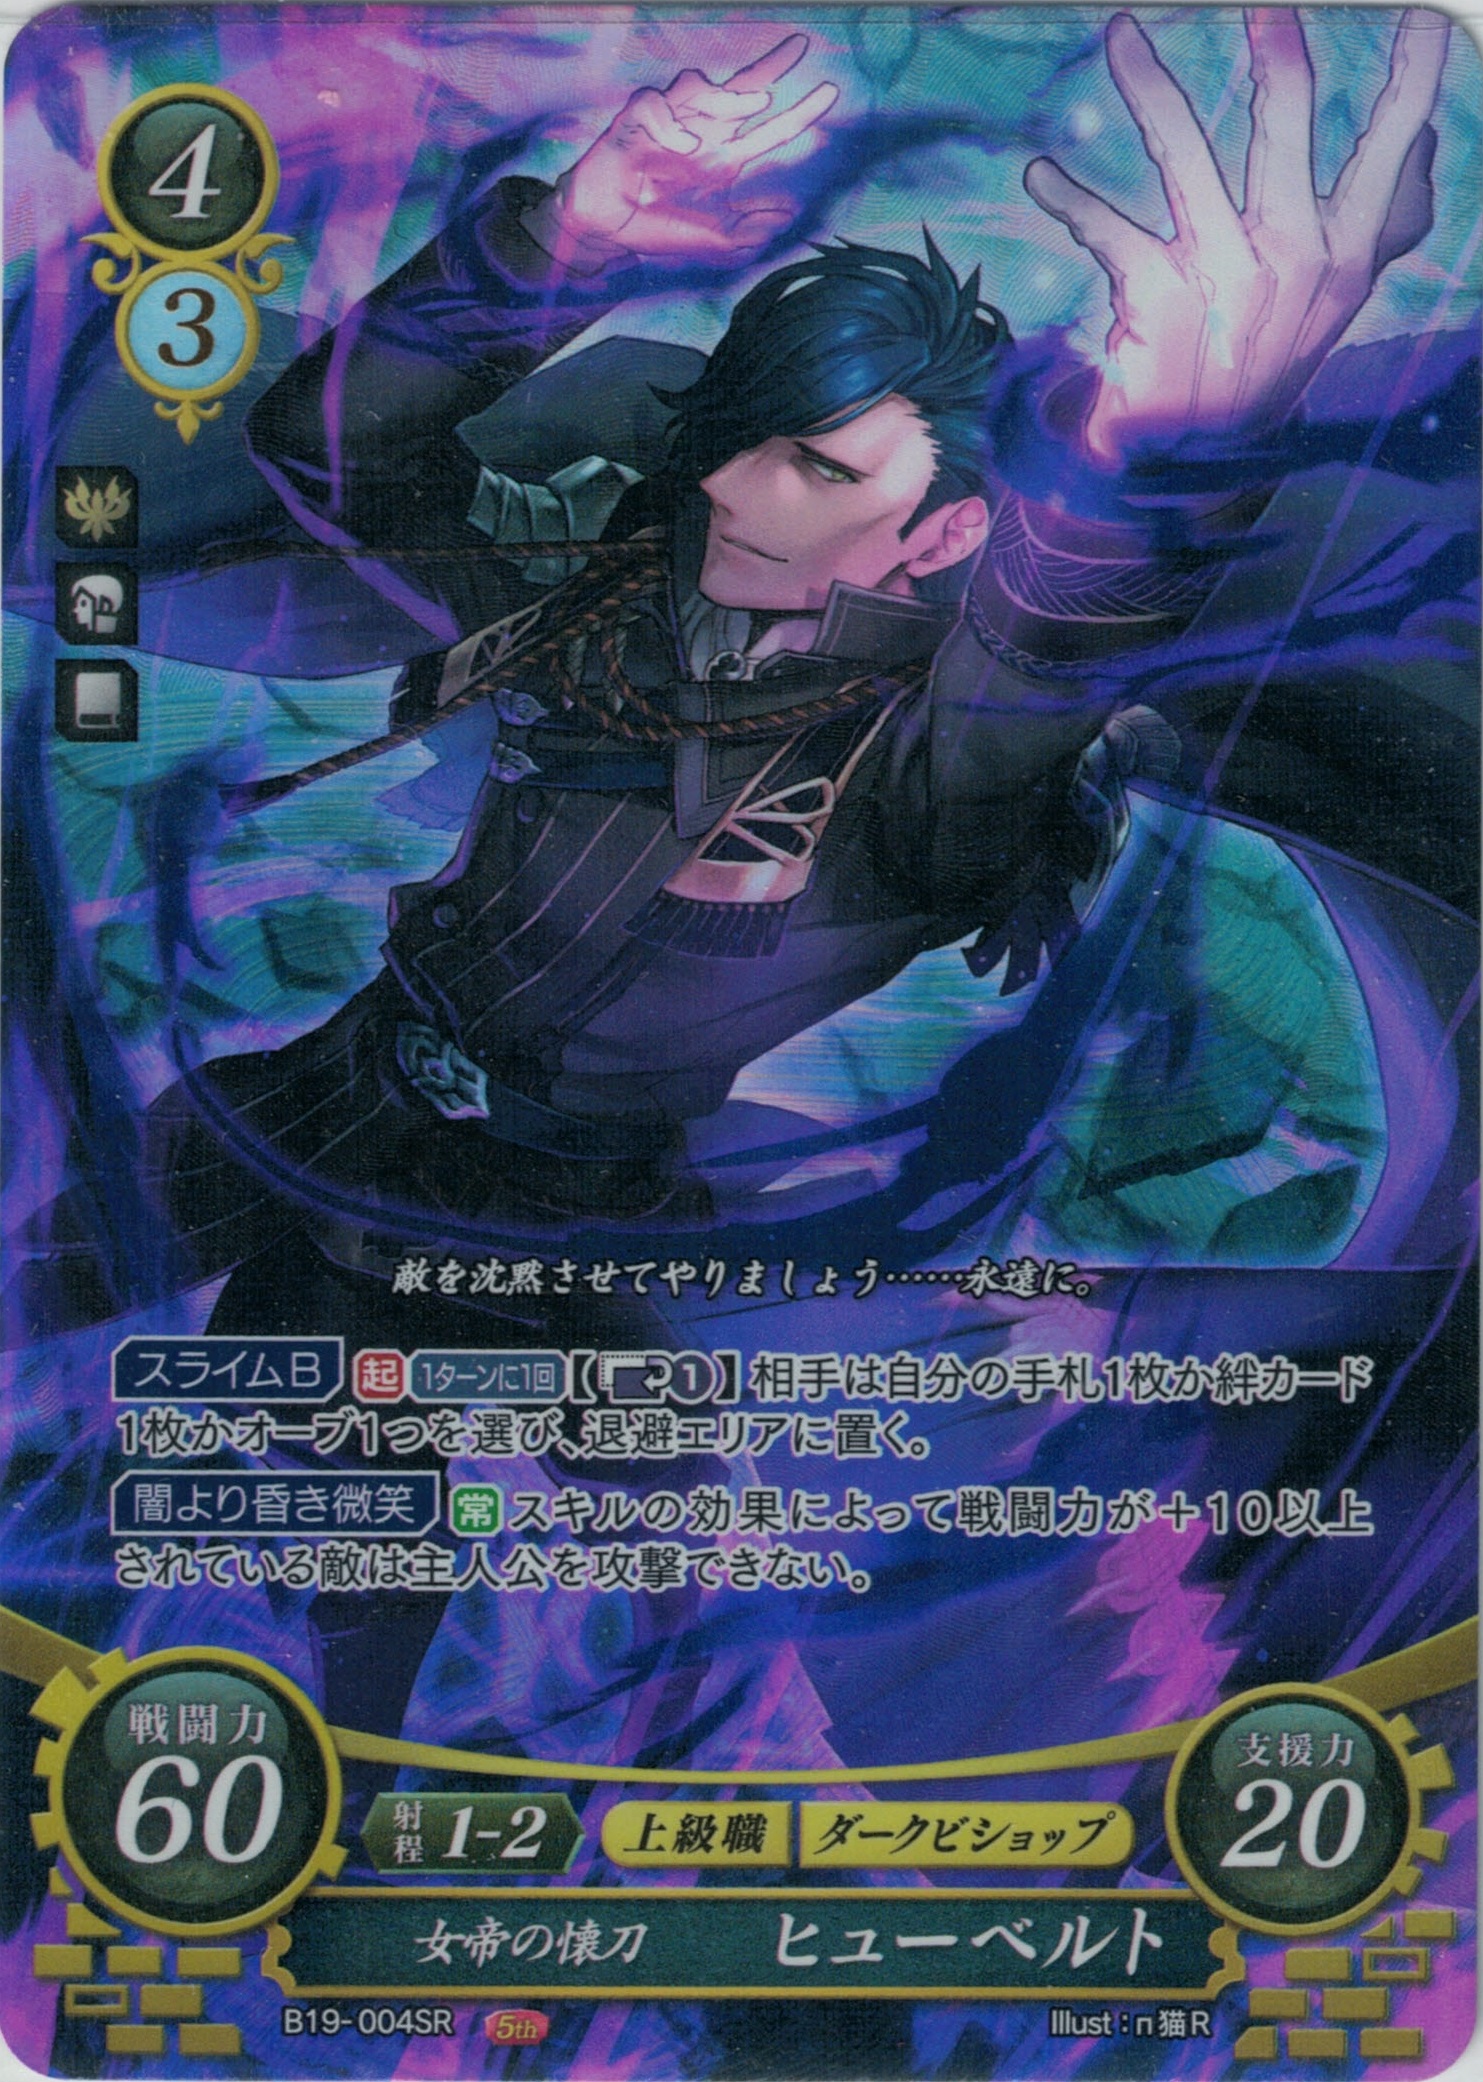 4
3
敵を沈黙させてやりましょう……永遠に。
スライムB 起 1ターンに1回【1】相手は自分の手札1枚か絆カード
1枚かオーブ1つを選び、退避エリアに置く。
闇より昏き微笑 常 スキルの効果によって戦闘力が＋10以上
されている敵は主人公を攻撃できない。
戦闘力
60
射程 1-2
上級職 ダークビショップ
支援力
20
女帝の懐刀 ヒューベルト
B19-004SR 5th
Illust：n猫R